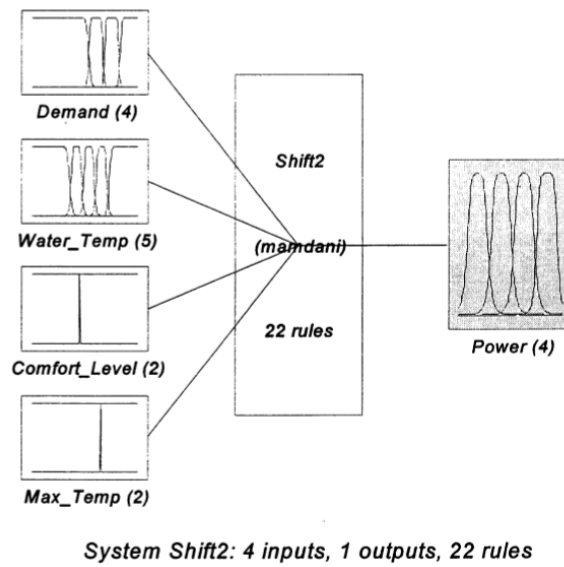 Demand (4)
Shift2
Water_Temp (5)
(mamdani)
Comfort_Level (2)
22 rules
Power (4)
Max_Temp (2)
System Shift2: 4 inputs, 1 outputs, 22 rules